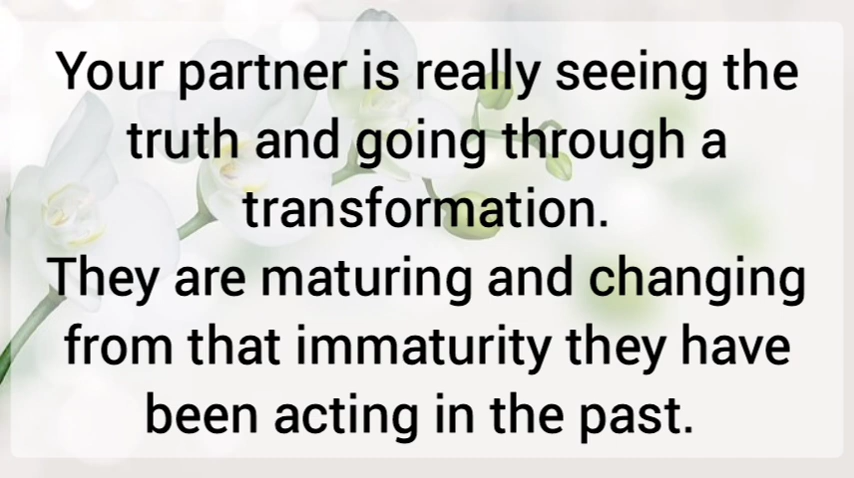 Your partner is really seeing the
truth and going through a
transformation.
They are maturing and changing
from that immaturity they have
been acting in the past.